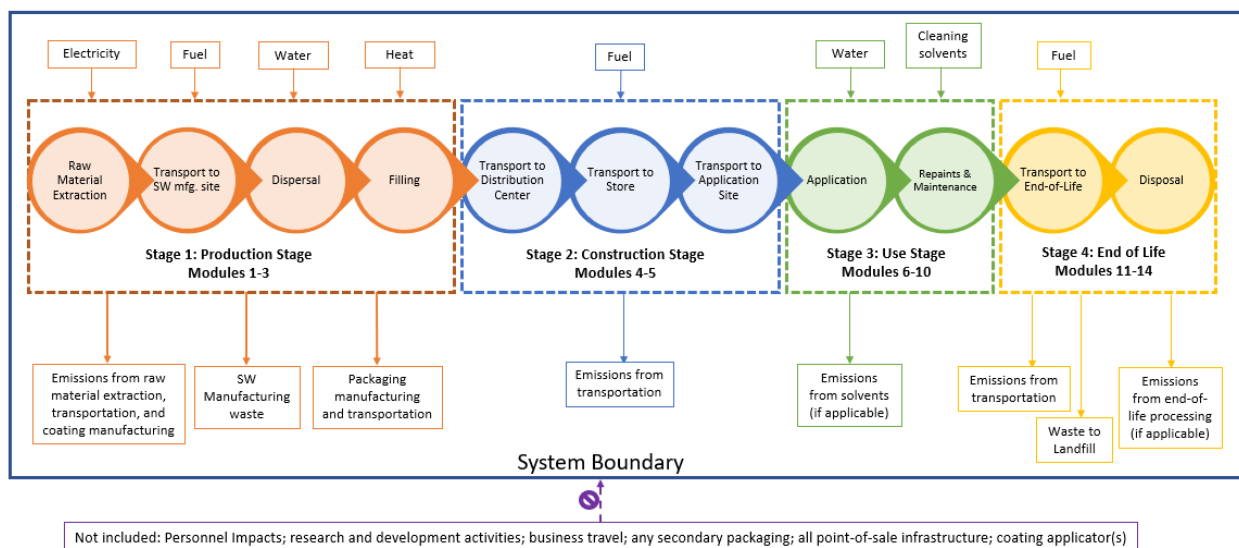 Electricity
Fuel
Water
Heat
Fuel
Water
Cleaning
solvents
Fuel
Raw
Material
Extraction
Transport to
SW mfg. site
Dispersal
Filling
Transport to
Distribution
Center
Transport to
Store
Transport to
Application
Site
Application
Repaints &
Maintenance
Transport to
End-of-Life
Disposal
Stage 1: Production Stage
Modules 1-3
Stage 2: Construction Stage
Modules 4-5
Stage 3: Use Stage
Modules 6-10
Stage 4: End of Life
Modules 11-14
Emissions from raw
material extraction,
transportation, and
coating manufacturing
SW
Manufacturing
waste
Packaging
manufacturing
and transportation
Emissions from
transportation
Emissions
from solvents
(if applicable)
Emissions from
transportation
Waste to
Landfill
Emissions
from end-of-
life processing
(if applicable)
System Boundary
Not included: Personnel Impacts; research and development activities; business travel; any secondary packaging; all point-of-sale infrastructure; coating applicator(s)